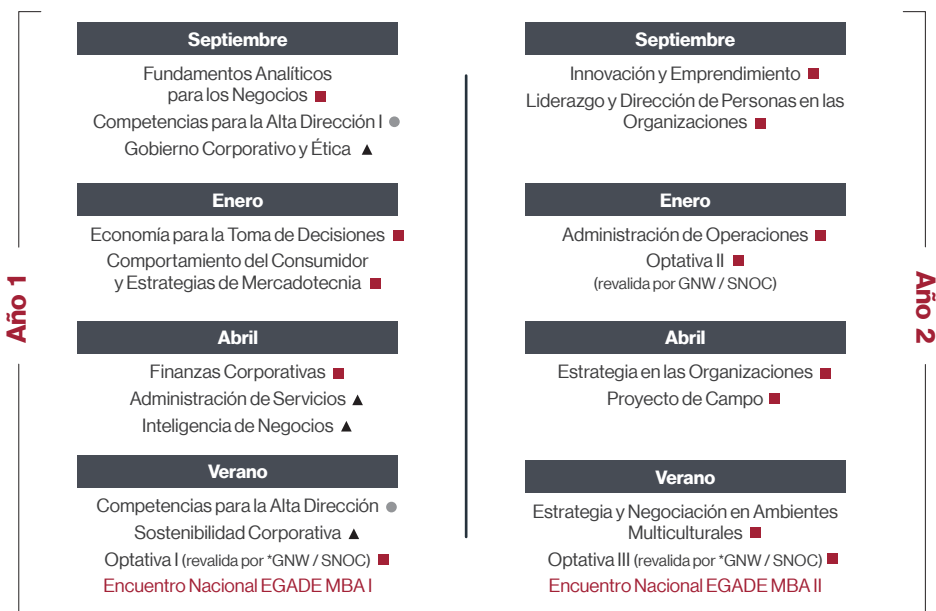 Año 1
Septiembre
Fundamentos Analíticos
para los Negocios
Competencias para la Alta Dirección I
Gobierno Corporativo y Ética
Enero
Economía para la Toma de Decisiones
Comportamiento del Consumidor
y Estrategias de Mercadotecnia
Abril
Finanzas Corporativas
Administración de Servicios
Inteligencia de Negocios
Verano
Competencias para la Alta Dirección
Sostenibilidad Corporativa
Optativa I (revalida por *GNW / SNOC)
Encuentro Nacional EGADE MBA I
Año 2
Septiembre
Innovación y Emprendimiento
Liderazgo y Dirección de Personas en las
Organizaciones
Enero
Administración de Operaciones
Optativa II
(revalida por GNW / SNOC)
Abril
Estrategia en las Organizaciones
Proyecto de Campo
Verano
Estrategia y Negociación en Ambientes
Multiculturales
Optativa III (revalida por *GNW / SNOC)
Encuentro Nacional EGADE MBA II